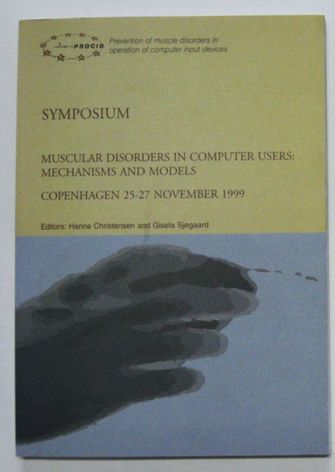 PROCID
Prevention of muscle disorders in
operation of computer input devices
SYMPOSIUM
MUSCULAR DISORDERS IN COMPUTER USERS:
MECHANISMS AND MODELS
COPENHAGEN 25-27 NOVEMBER 1999
Editors: Hanne Christensen and Gisela Sjøgaard